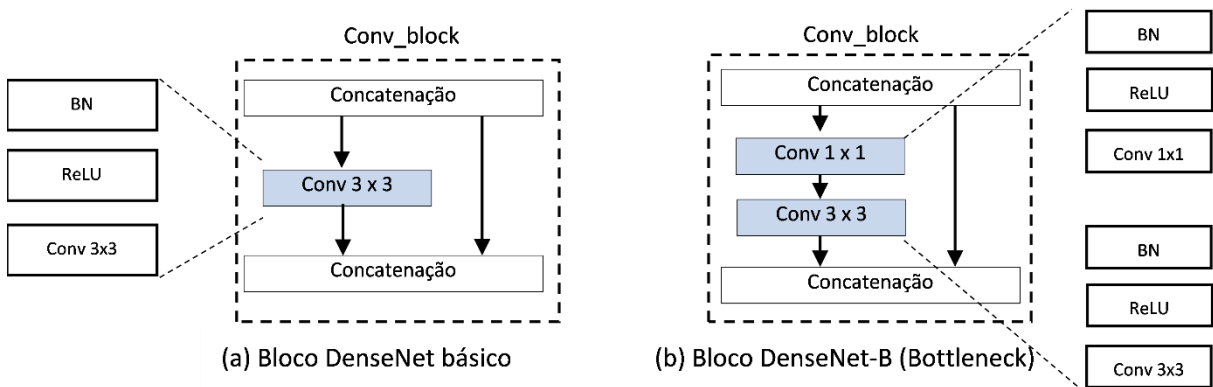 Conv_block
Concatenação
BN
ReLU
Conv 3x3
Conv 3 x 3
Concatenação
(a) Bloco DenseNet básico
Conv_block
Concatenação
Conv 1 x 1
Conv 3 x 3
Concatenação
BN
ReLU
Conv 1x1
BN
ReLU
Conv 3x3
(b) Bloco DenseNet-B (Bottleneck)